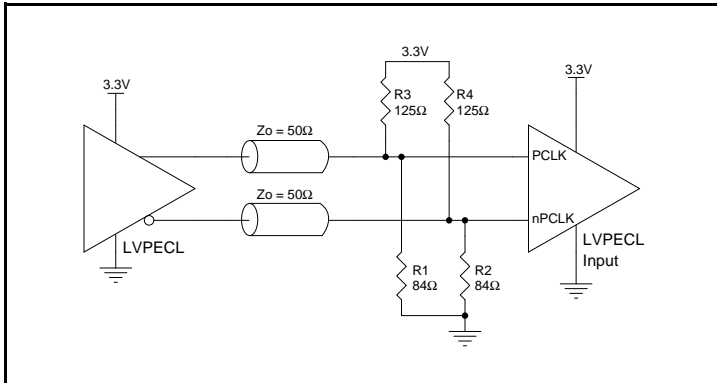 3.3V
3.3V
3.3V
R3
125Ω
R4
125Ω
Zo = 50Ω
PCLK
Zo = 50Ω
nPCLK
LVPECL
LVPECL
Input
R1
84Ω
R2
84Ω